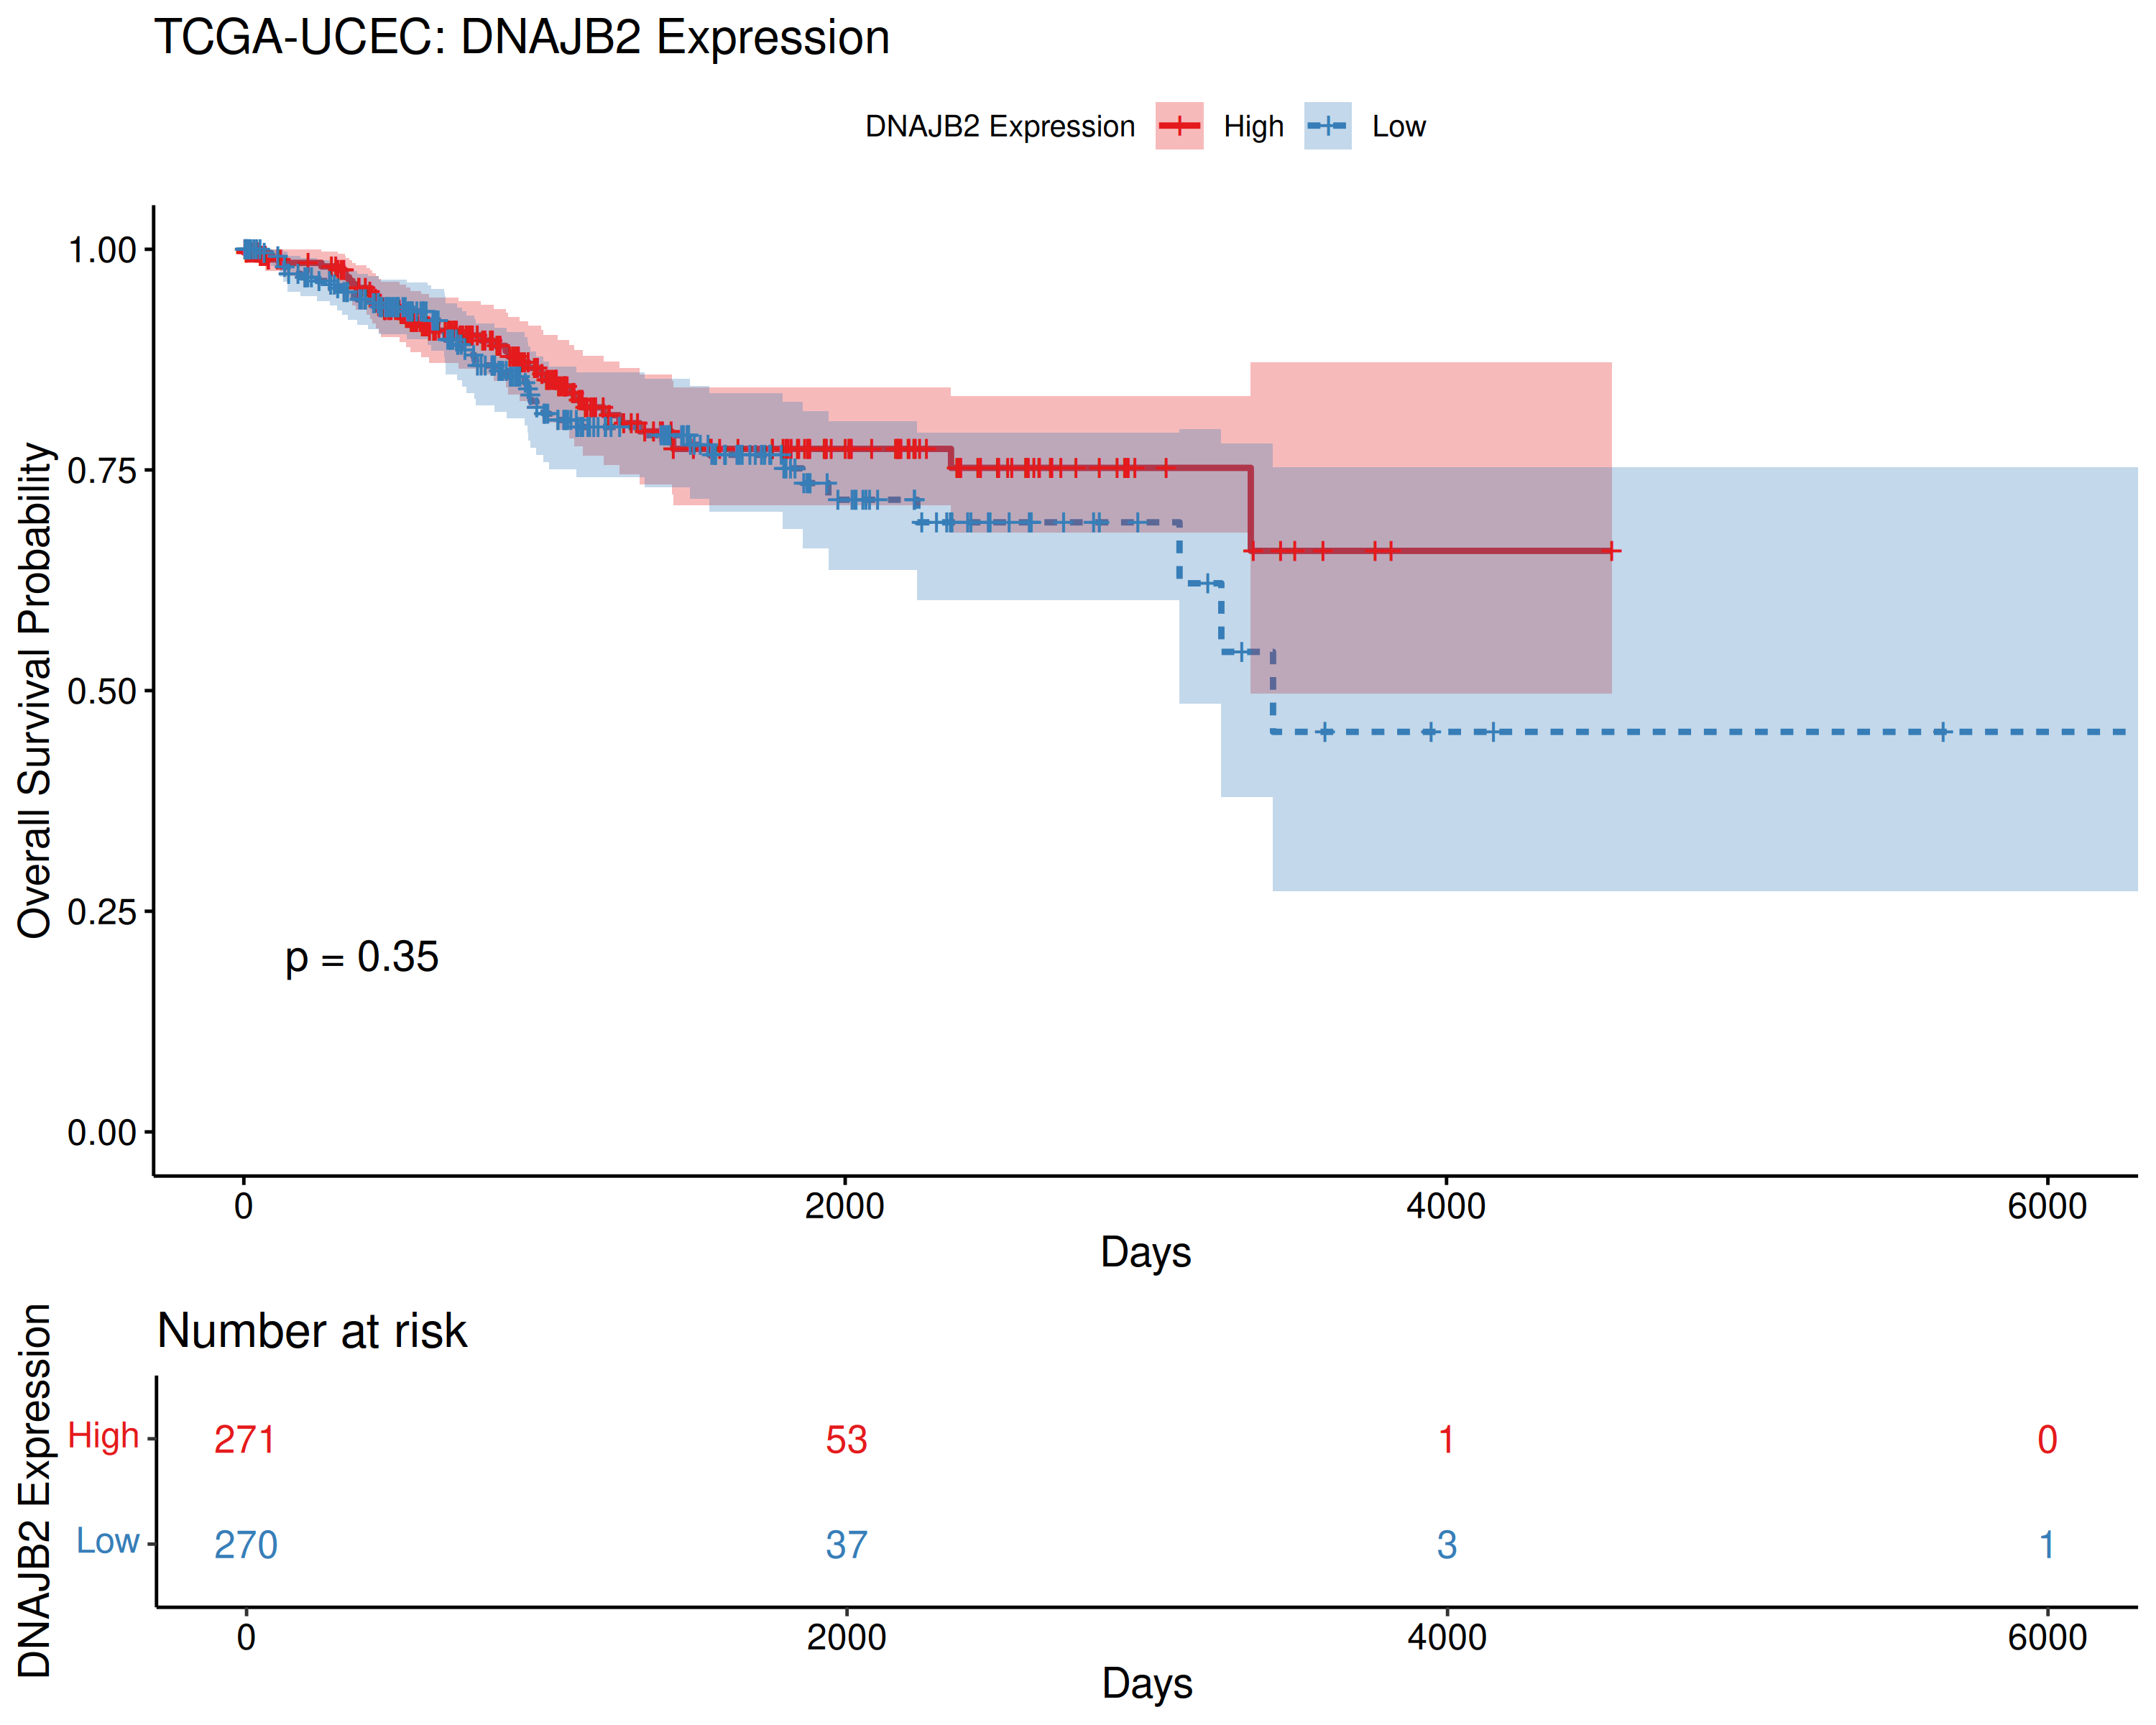 TCGA-UCEC: DNAJB2 Expression
DNAJB2 Expression High Low
Overall Survival Probability
1.00
0.75
0.50
0.25
0.00
p = 0.35
0 2000 4000 6000
Days
Number at risk
DNAJB2 Expression
High 271 53 1 0
Low 270 37 3 1
0 2000 4000 6000
Days